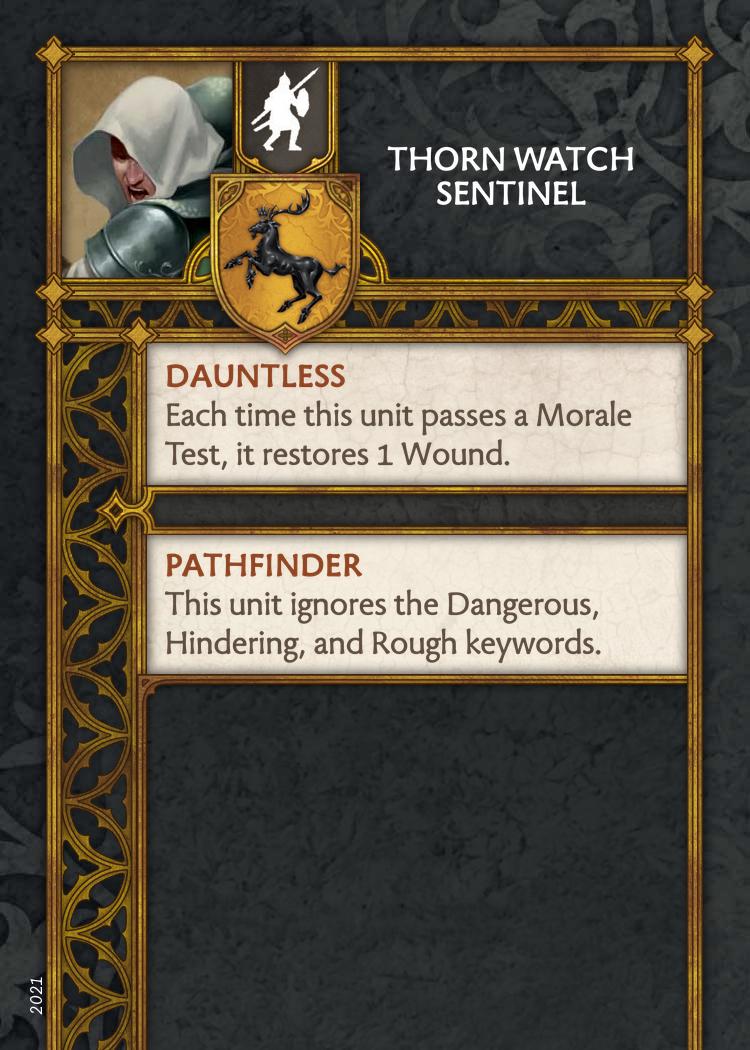 THORN WATCH
SENTINEL
DAUNTLESS
Each time this unit passes a Morale
Test, it restores 1 Wound.
PATHFINDER
This unit ignores the Dangerous,
Hindering, and Rough keywords.
2021